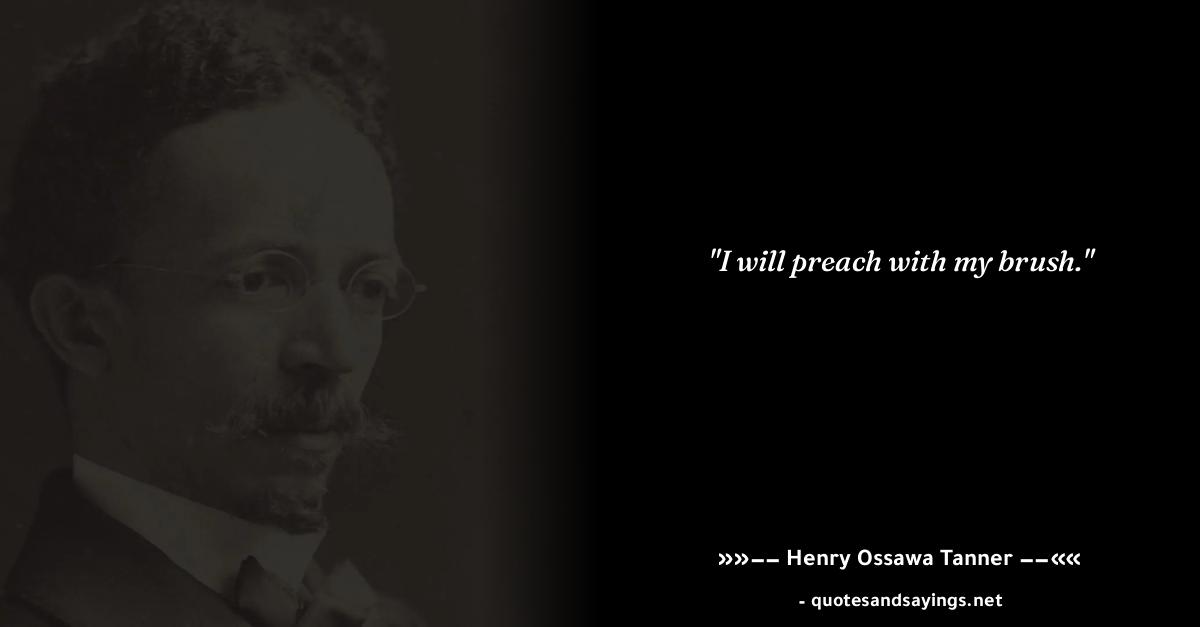 "I will preach with my brush."
»»−− Henry Ossawa Tanner −−««
- quotesandsayings.net